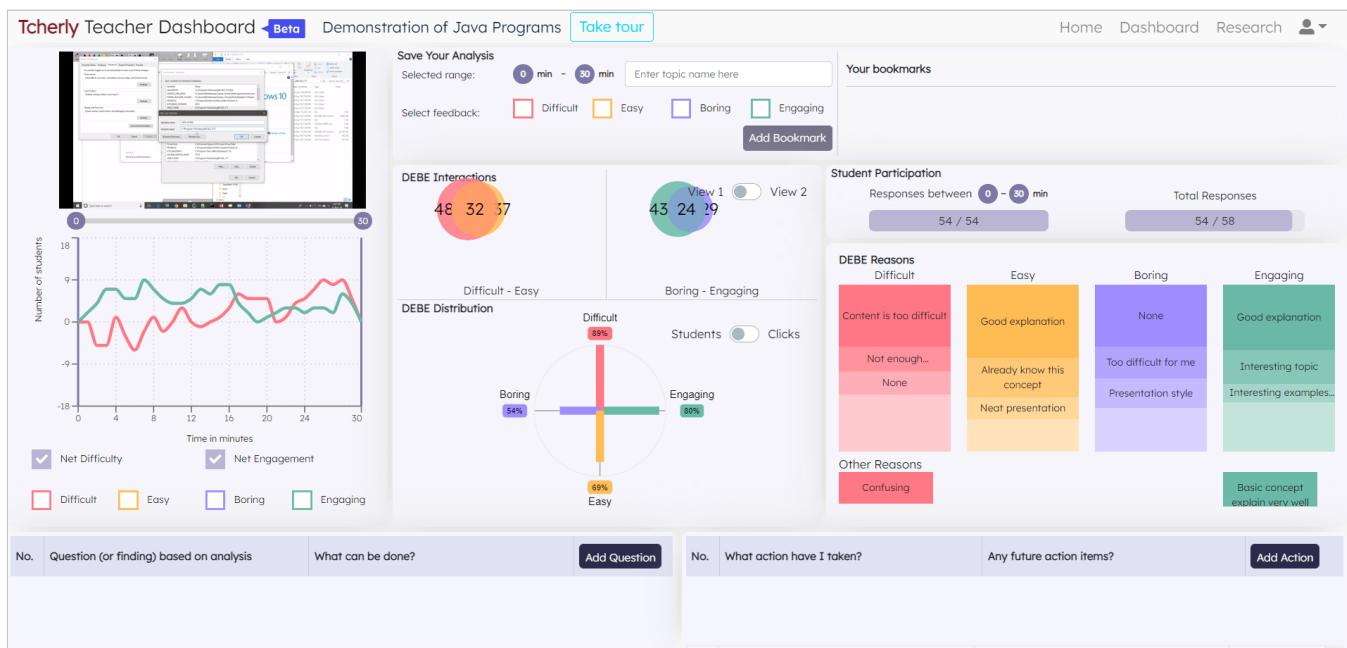 Tcherly Teacher Dashboard Beta Demonstration of Java Programs Take tour Home Dashboard Research
Save Your Analysis
Selected range: 0 min - 30 min Enter topic name here
Select feedback: Difficult Easy Boring Engaging
Add Bookmark
Your bookmarks
0 30
Number of students
18
9
0
-9
-18
0 4 8 12 16 20 24 30
Time in minutes
Net Difficulty Net Engagement
Difficult Easy Boring Engaging
DEBE Interactions
View 1 View 2
48 32 37
43 24 29
Difficult - Easy
Boring - Engaging
DEBE Distribution
Students Clicks
Difficult
89%
Boring
54%
Engaging
80%
69%
Easy
Student Participation
Responses between 0 - 30 min
54 / 54
Total Responses
54 / 58
DEBE Reasons
Difficult Easy Boring Engaging
Content is too difficult
Not enough...
None
Good explanation
Already know this
concept
Neat presentation
None
Too difficult for me
Presentation style
Good explanation
Interesting topic
Interesting examples...
Other Reasons
Confusing
Basic concept
explain very well
No. Question (or finding) based on analysis What can be done? Add Question
No. What action have I taken? Any future action items? Add Action